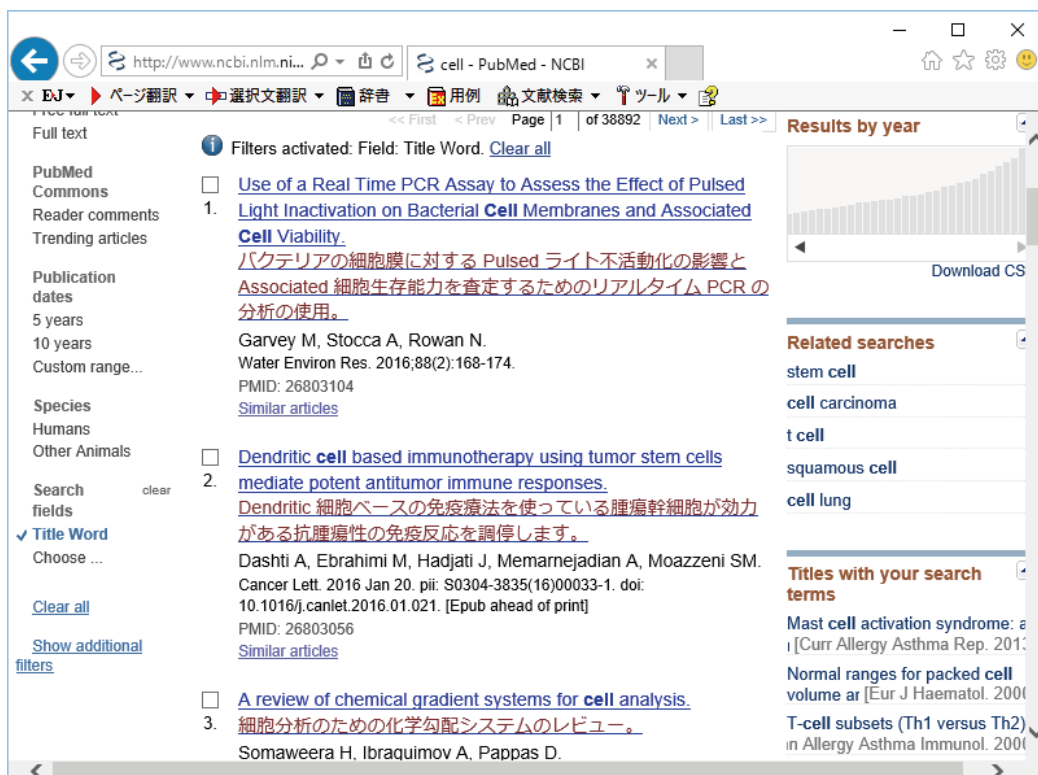 http://www.ncbi.nlm.ni...
cell - PubMed - NCBI
EJ ページ翻訳 選択文翻訳 辞書 用例 文献検索 ツール
Free full text
Full text
PubMed
Commons
Reader comments
Trending articles
Publication
dates
5 years
10 years
Custom range...
Species
Humans
Other Animals
Search clear
fields
Title Word
Choose ...
Clear all
Show additional
filters
<< First < Prev Page 1 of 38892 Next > Last >>
Filters activated: Field: Title Word. Clear all
Use of a Real Time PCR Assay to Assess the Effect of Pulsed
1. Light Inactivation on Bacterial Cell Membranes and Associated
Cell Viability.
バクテリアの細胞膜に対する Pulsed ライト不活動化の影響と
Associated 細胞生存能力を査定するためのリアルタイム PCR の
分析の使用。
Garvey M, Stocca A, Rowan N.
Water Environ Res. 2016;88(2):168-174.
PMID: 26803104
Similar articles
Dendritic cell based immunotherapy using tumor stem cells
2. mediate potent antitumor immune responses.
Dendritic 細胞ベースの免疫療法を使っている腫瘍幹細胞が効力
がある抗腫瘍性の免疫反応を調停します。
Dashti A, Ebrahimi M, Hadjati J, Memarnejadian A, Moazzeni SM.
Cancer Lett. 2016 Jan 20. pii: S0304-3835(16)00033-1. doi:
10.1016/j.canlet.2016.01.021. [Epub ahead of print]
PMID: 26803056
Similar articles
A review of chemical gradient systems for cell analysis.
3. 細胞分析のための化学勾配システムのレビュー。
Somaweera H, Ibraguimov A, Pappas D.
Results by year
Download CS
Related searches
stem cell
cell carcinoma
t cell
squamous cell
cell lung
Titles with your search
terms
Mast cell activation syndrome: a
[Curr Allergy Asthma Rep. 2013
Normal ranges for packed cell
volume ar [Eur J Haematol. 2000
T-cell subsets (Th1 versus Th2)
n Allergy Asthma Immunol. 2000